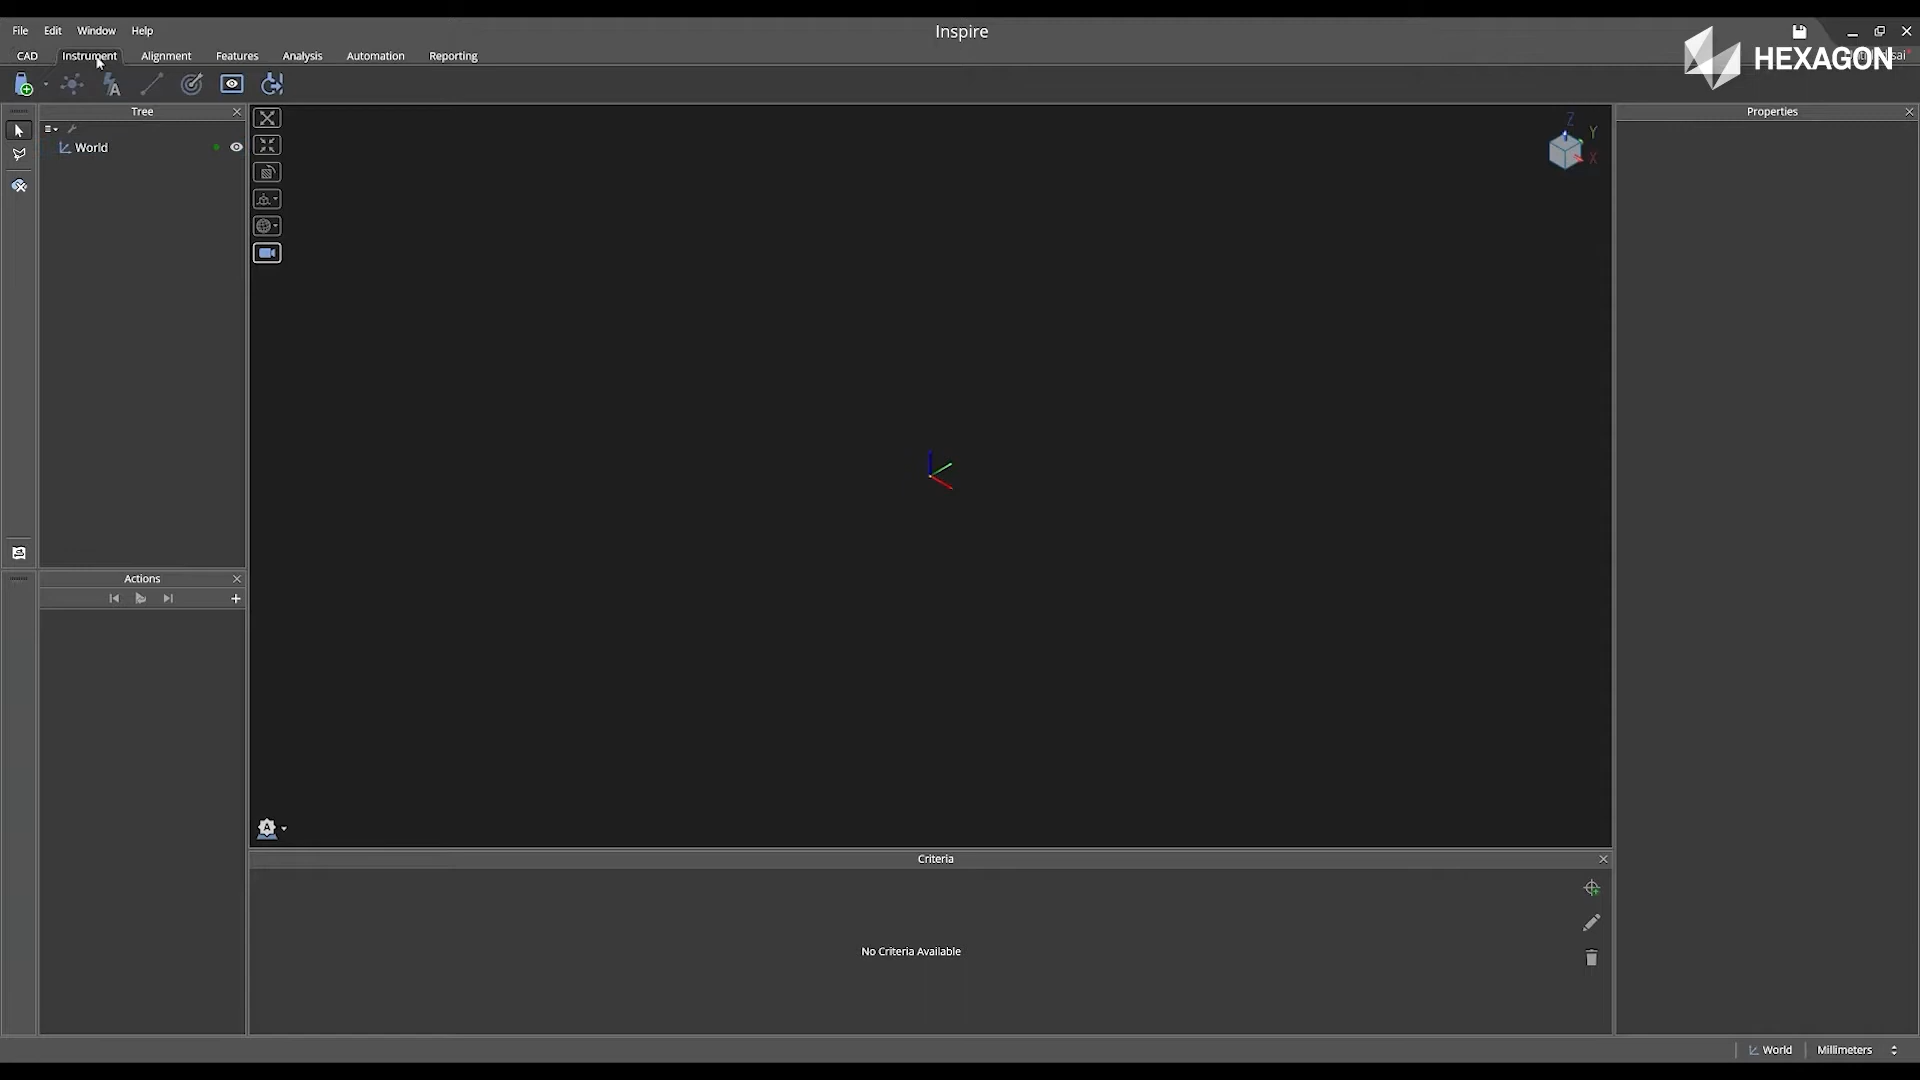 File Edit Window Help
Inspire
HEXAGON
CAD Instrument Alignment Features Analysis Automation Reporting
Tree
Properties
World
Z
Y
X
Actions
Criteria
No Criteria Available
World
Millimeters